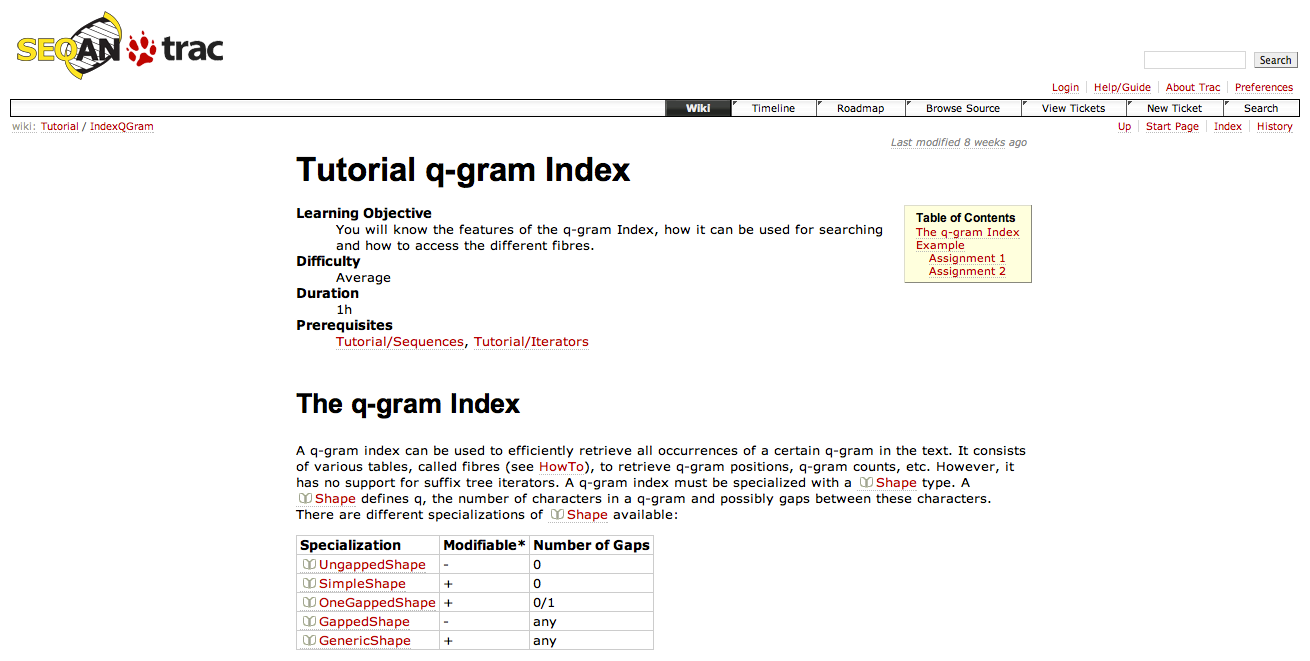 SEQAN trac
Search
Login Help/Guide About Trac Preferences
Wiki Timeline Roadmap Browse Source View Tickets New Ticket Search
wiki: Tutorial / IndexQGram
Up Start Page Index History
Last modified 8 weeks ago
Tutorial q-gram Index
Learning Objective
You will know the features of the q-gram Index, how it can be used for searching
and how to access the different fibres.
Difficulty
Average
Duration
1h
Prerequisites
Tutorial/Sequences, Tutorial/Iterators
Table of Contents
The q-gram Index
Example
Assignment 1
Assignment 2
The q-gram Index
A q-gram index can be used to efficiently retrieve all occurrences of a certain q-gram in the text. It consists
of various tables, called fibres (see HowTo), to retrieve q-gram positions, q-gram counts, etc. However, it
has no support for suffix tree iterators. A q-gram index must be specialized with a Shape type. A
Shape defines q, the number of characters in a q-gram and possibly gaps between these characters.
There are different specializations of Shape available:
Specialization Modifiable* Number of Gaps
UngappedShape - 0
SimpleShape + 0
OneGappedShape + 0/1
GappedShape - any
GenericShape + any